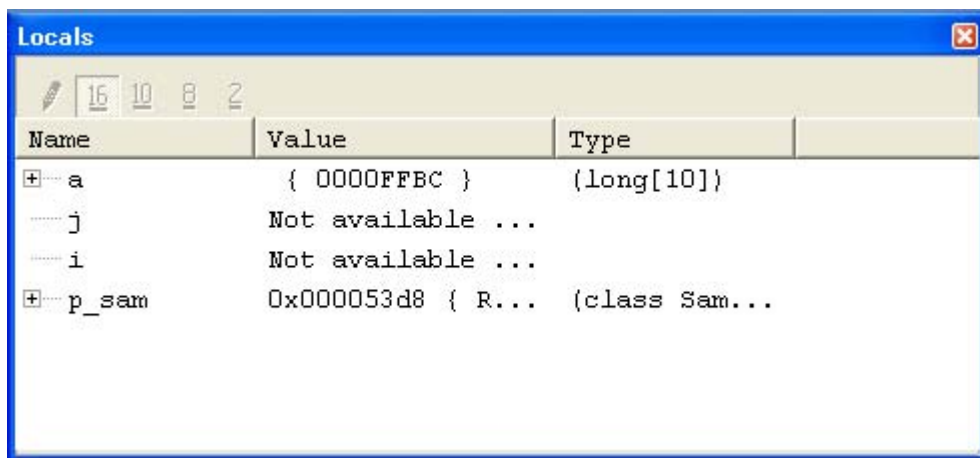 Locals
16 10 8 2
Name Value Type
a { 0000FFBC } (long[10])
j Not available ...
i Not available ...
p_sam 0x000053d8 { R... (class Sam...